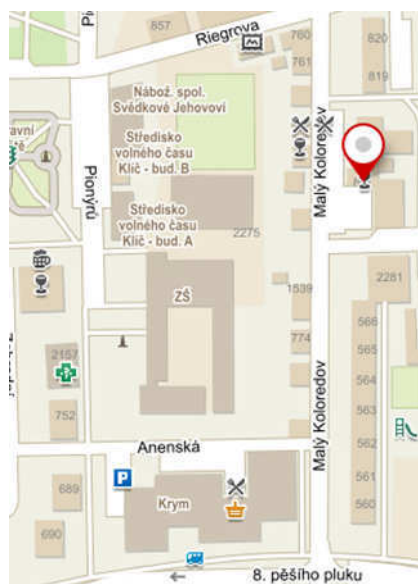 857
Riegrova
760
761
820
819
Nábož. spol.
Svědkové Jehovovi
Středisko
volného času
Klíč - bud. B
Středisko
volného času
Klíč - bud. A
Pionýrů
Malý Koloredov
2275
2281
1539
ZŠ
774
566
565
564
563
562
561
560
2157
752
Malý Koloredov
Anenská
P
689
690
Krym
8. pěšího pluku